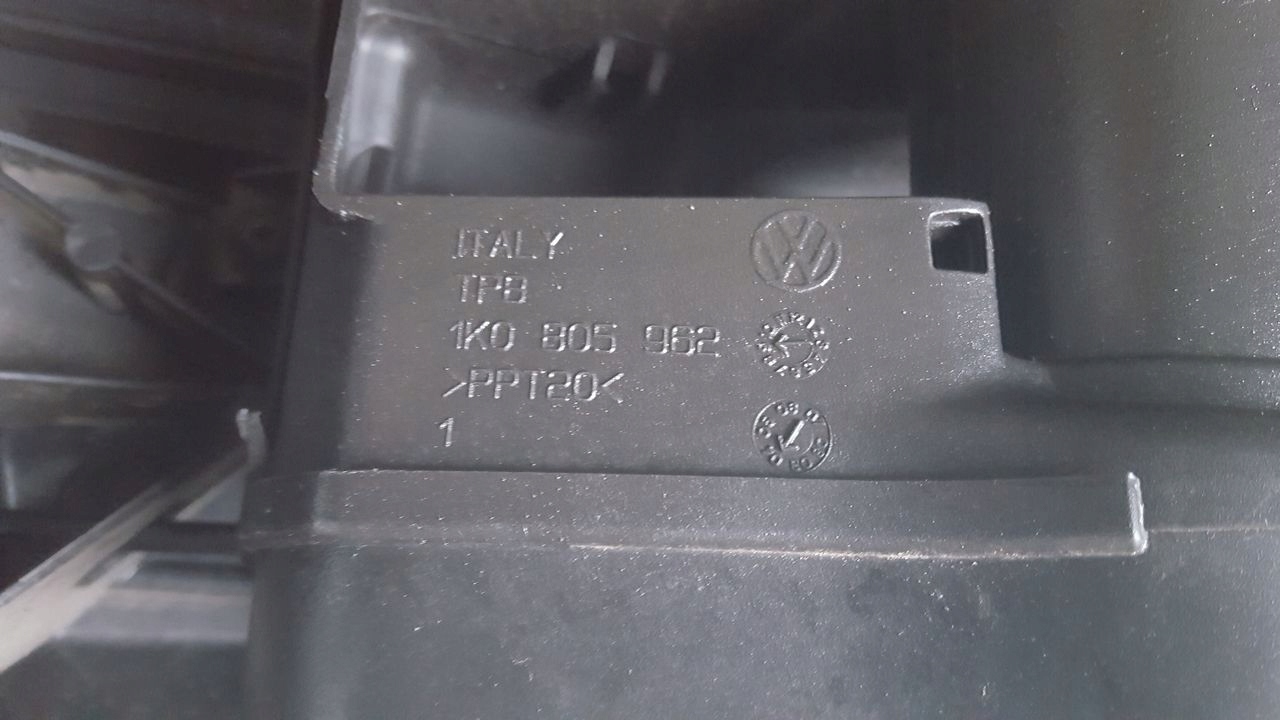 ITALY
TPB
1K0 805 962
>PPT20<
1